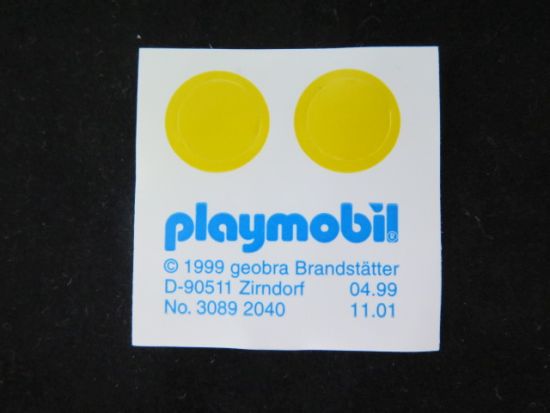 playmobil®
© 1999 geobra Brandstätter
D-90511 Zirndorf 04.99
No. 3089 2040 11.01